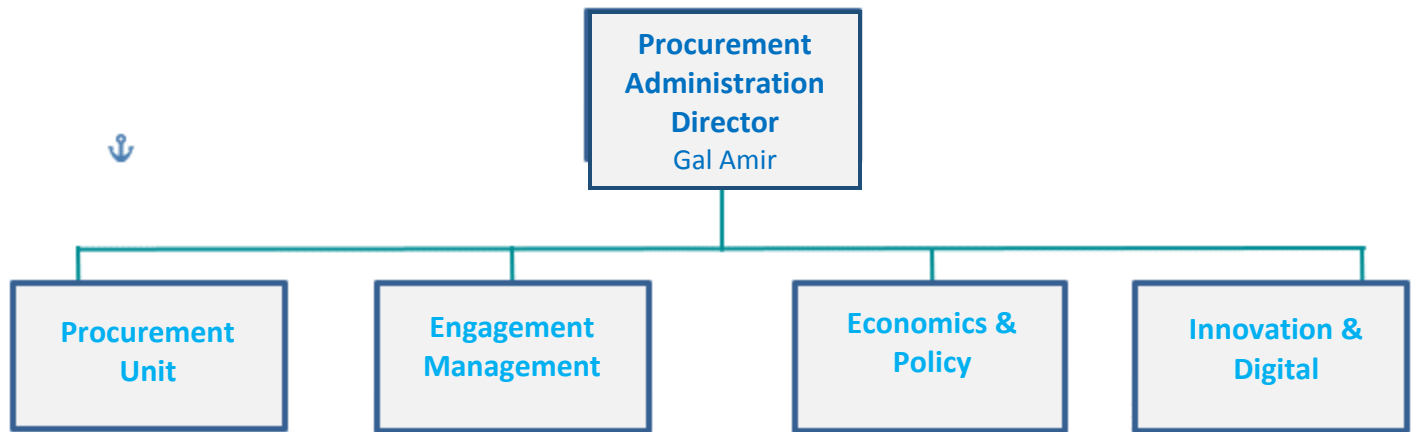 Procurement
Administration
Director
Gal Amir
Procurement
Unit
Engagement
Management
Economics &
Policy
Innovation &
Digital